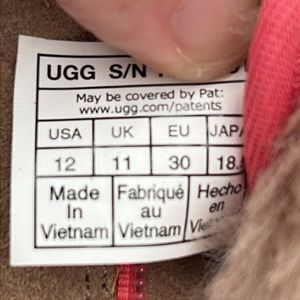 UGG S/N
May be covered by Pat:
www.ugg.com/patents
USA UK EU
12 11 30 18.
Made Fabriqué Hecho
In au en
Vietnam Vietnam